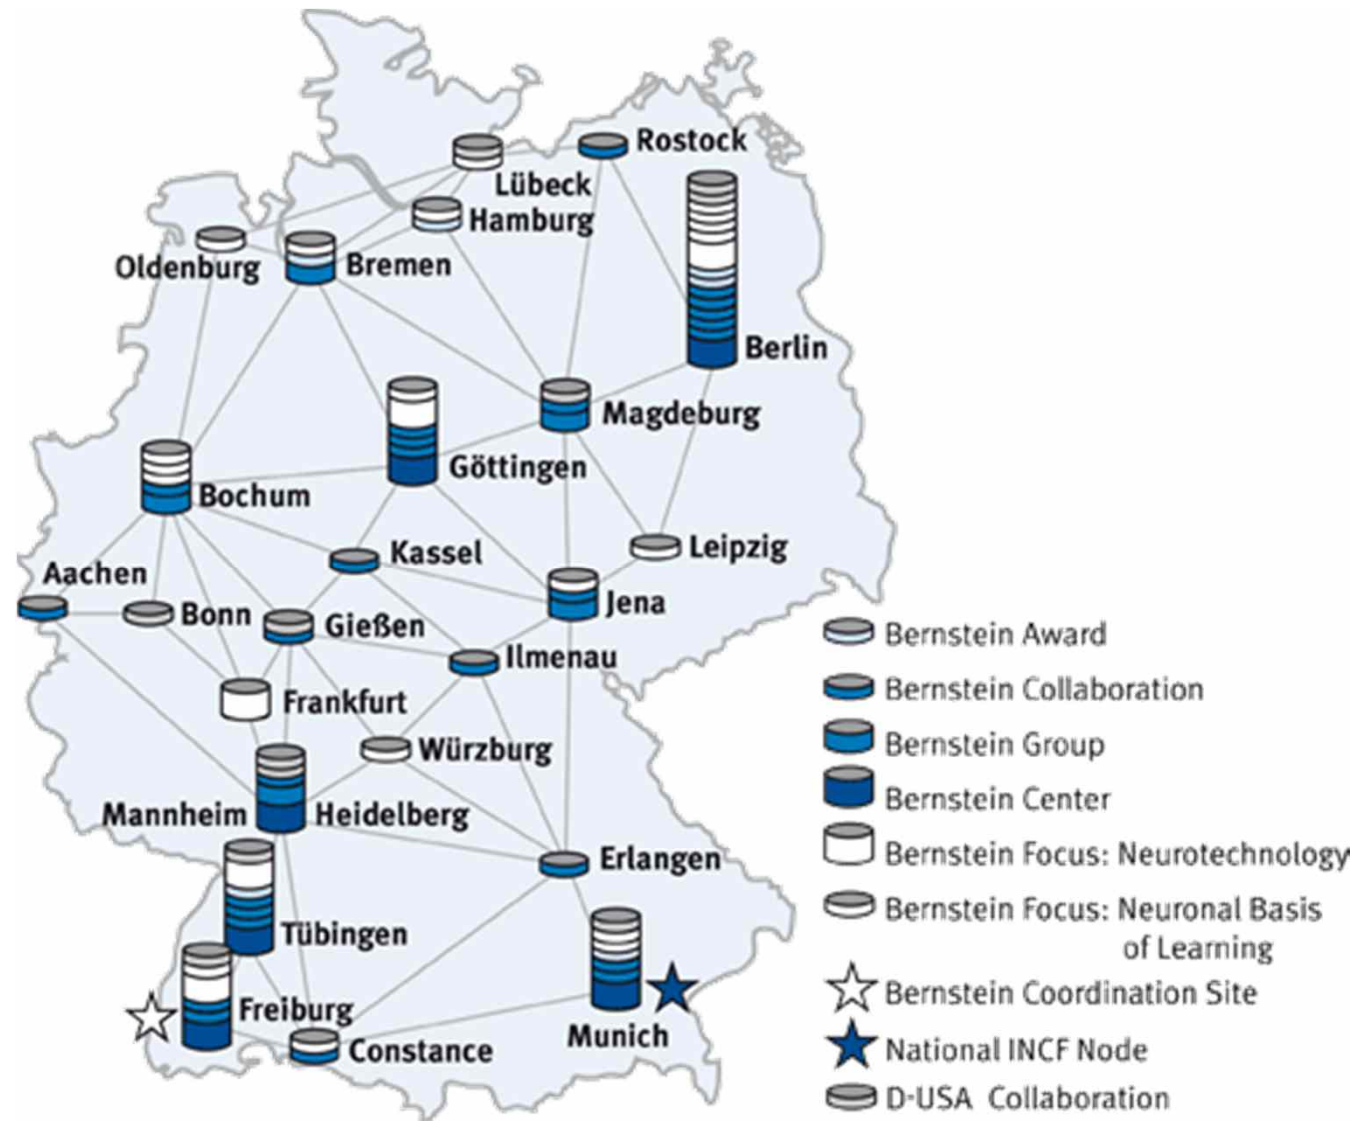 Rostock
Lübeck
Hamburg
Oldenburg
Bremen
Berlin
Magdeburg
Göttingen
Bochum
Kassel
Leipzig
Aachen
Bonn
Gießen
Jena
Ilmenau
Frankfurt
Würzburg
Mannheim
Heidelberg
Erlangen
Tübingen
Freiburg
Munich
Constance
Bernstein Award
Bernstein Collaboration
Bernstein Group
Bernstein Center
Bernstein Focus: Neurotechnology
Bernstein Focus: Neuronal Basis
of Learning
Bernstein Coordination Site
National INCF Node
D-USA Collaboration